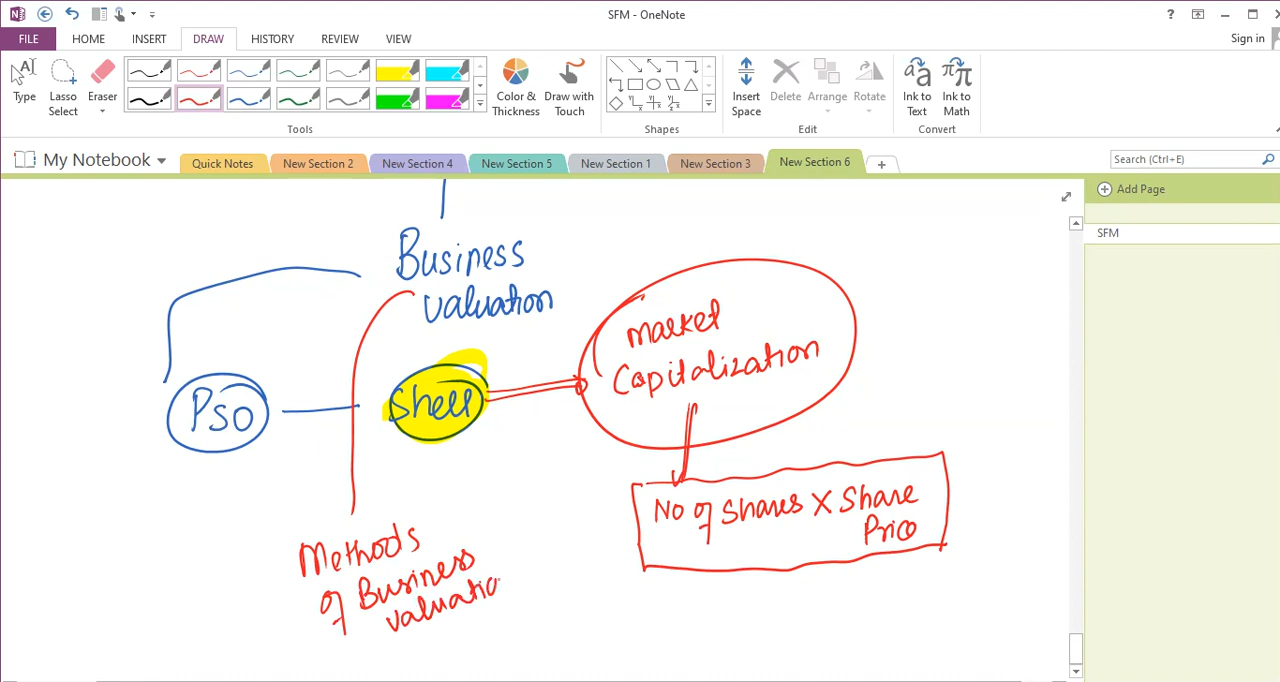 SFM - OneNote
?
FILE HOME INSERT DRAW HISTORY REVIEW VIEW
Sign in
Type
Lasso Select
Eraser
Color & Thickness
Draw with Touch
Insert Space
Delete
Arrange
Rotate
Ink to Text
Ink to Math
Tools
Shapes
Edit
Convert
My Notebook
Quick Notes
New Section 2
New Section 4
New Section 5
New Section 1
New Section 3
New Section 6
Search (Ctrl+E)
Add Page
SFM
Business
valuation
PSO
Shell
Market
Capitalization
No of Shares X Share
Price
Methods
of Business
valuatio